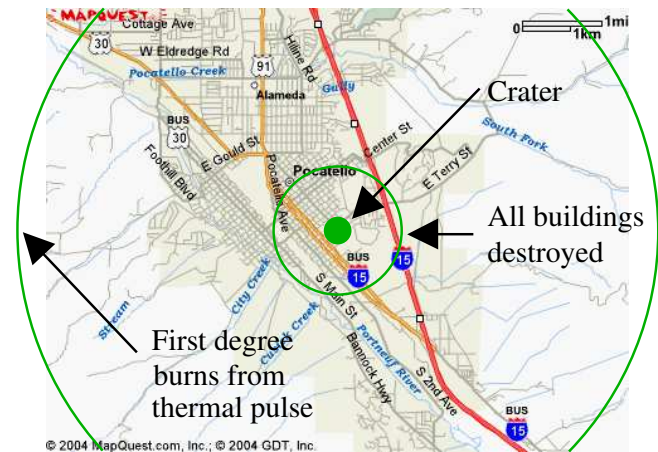 MAPQUEST
Cottage Ave
30
W Eldredge Rd
Hiline Rd
0 1mi
1km
91
Pocatello Creek
Alameda
Gully
Crater
BUS
30
E Gould St
Center St
South Fork
Foothill Blvd
Pocatello Ave
Pocatello
E Terry St
All buildings
destroyed
BUS
15
15
S Main St
City Creek
Stream
Cusick Creek
First degree
burns from
thermal pulse
Portneuf River
Bannock Hwy
S 2nd Ave
BUS
15
© 2004 MapQuest.com, Inc.; © 2004 GDT, Inc.